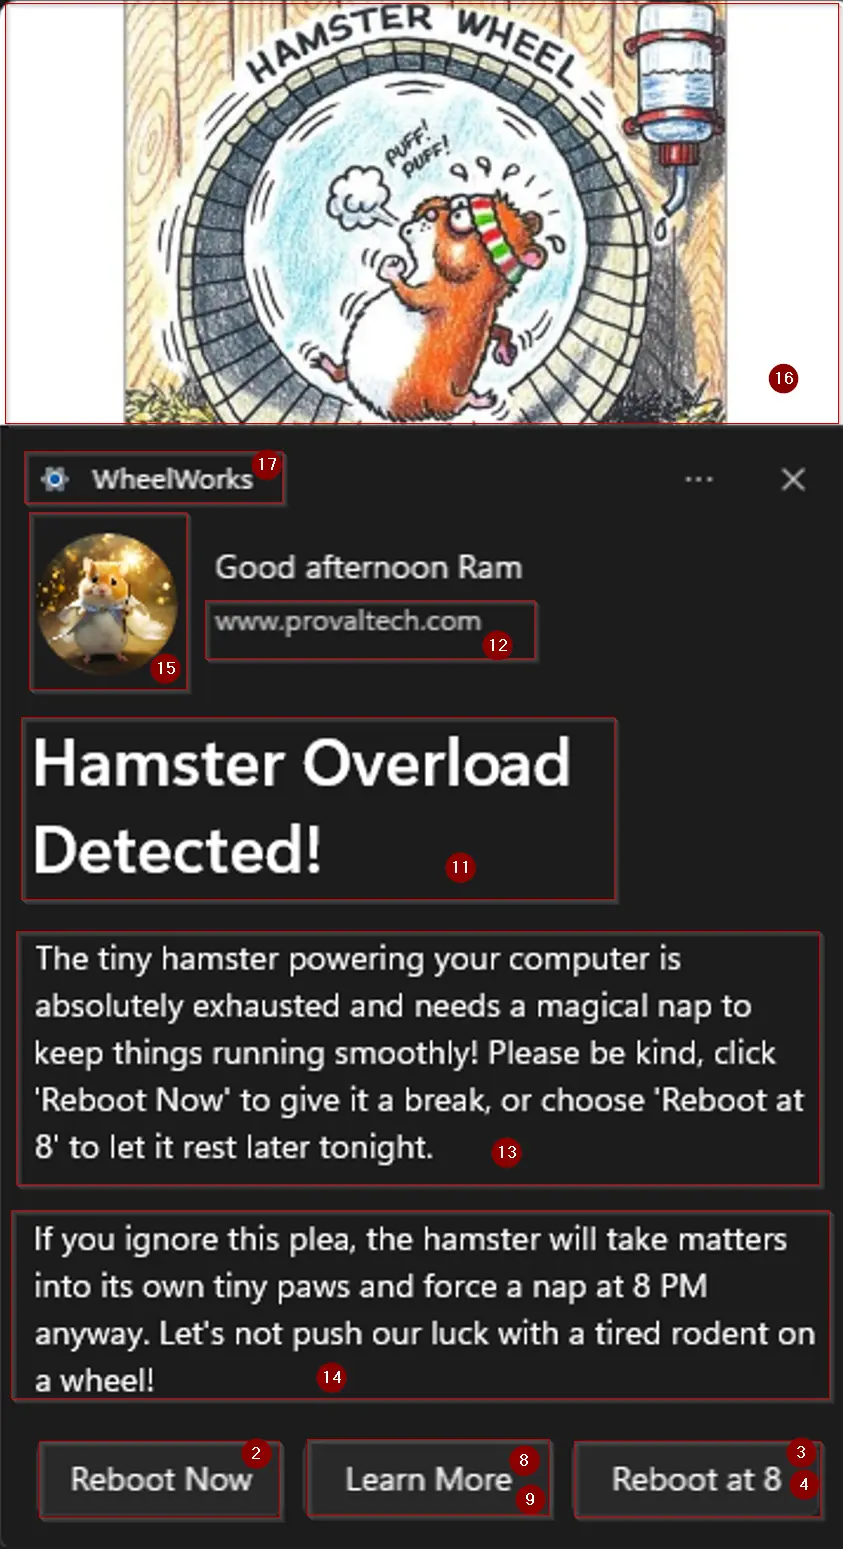 HAMSTER WHEEL
PUFF!
PUFF!
16
17
WheelWorks
Good afternoon Ram
www.provaltech.com
12
15
Hamster Overload
Detected!
11
The tiny hamster powering your computer is
absolutely exhausted and needs a magical nap to
keep things running smoothly! Please be kind, click
'Reboot Now' to give it a break, or choose 'Reboot at
8' to let it rest later tonight.
13
If you ignore this plea, the hamster will take matters
into its own tiny paws and force a nap at 8 PM
anyway. Let's not push our luck with a tired rodent on
a wheel!
14
Reboot Now 2
Learn More 8
9
Reboot at 8 3
4